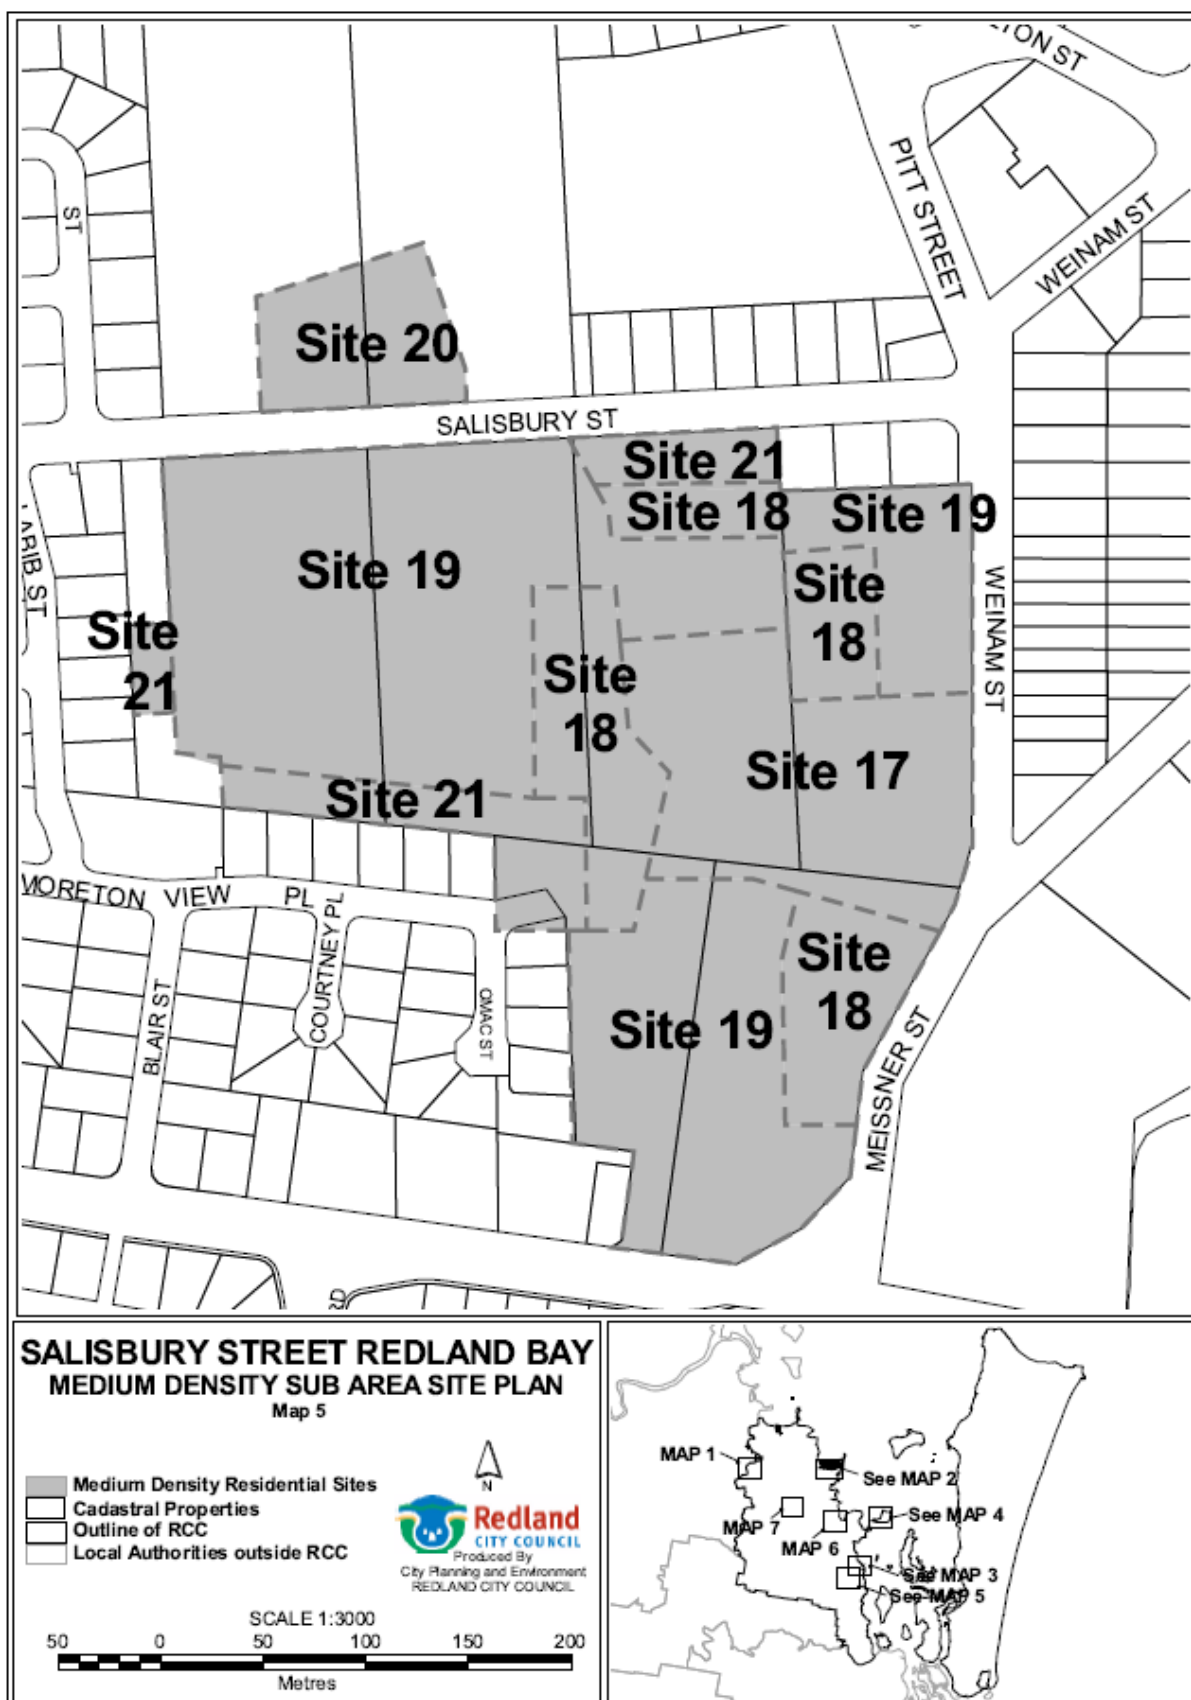 TON ST
PITT STREET
WEINAM ST
ST
Site 20
SALISBURY ST
Site 21
Site 18
Site 19
Site 19
Site
18
WEINAM ST
LABIB ST
Site
21
Site
18
Site 17
Site 21
MORETON VIEW PL
COURTNEY PL
BLAIR ST
OMAC ST
Site
18
Site 19
MEISSNER ST
RD
SALISBURY STREET REDLAND BAY
MEDIUM DENSITY SUB AREA SITE PLAN
Map 5
Medium Density Residential Sites
Cadastral Properties
Outline of RCC
Local Authorities outside RCC
N
Redland
CITY COUNCIL
Produced By
City Planning and Environment
REDLAND CITY COUNCIL
SCALE 1:3000
50 0 50 100 150 200
Metres
MAP 1
See MAP 2
See MAP 4
MAP 7
MAP 6
See MAP 3
See MAP 5